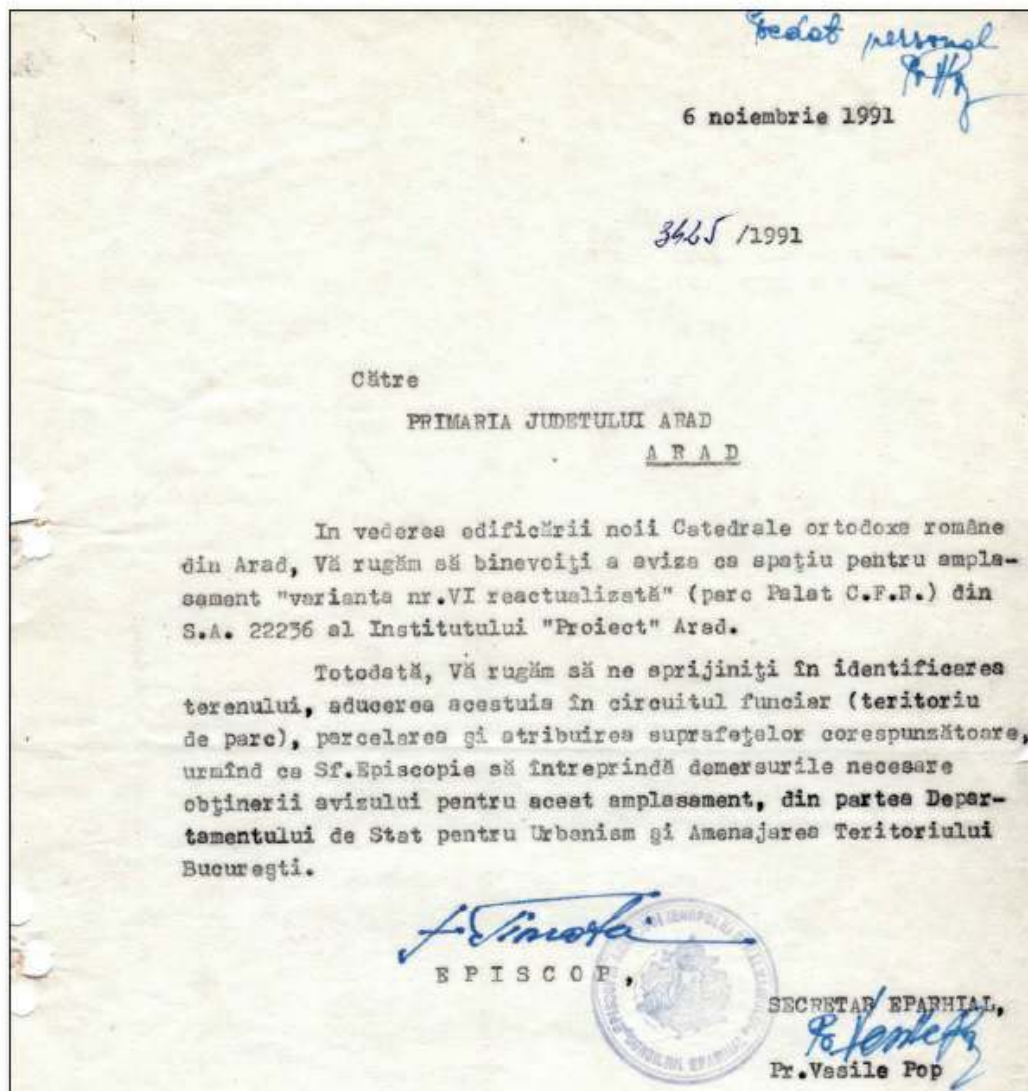 Predat personal
6 noiembrie 1991
3425 /1991
Către
PRIMARIA JUDETULUI ARAD
A R A D
In vederea edificării noii Catedrale ortodoxe române
din Arad, Vă rugăm să binevoiţi a aviza ca spaţiu pentru ampla-
sament "varianta nr.VI reactualizată" (parc Palat C.F.R.) din
S.A. 22236 al Institutului "Proiect" Arad.
Totodată, Vă rugăm să ne sprijiniţi în identificarea
terenului, aducerea acestuia în circuitul funciar (teritoriu
de parc), parcelarea şi atribuirea suprafeţelor corespunzătoare,
urmînd ca Sf.Episcopie să întreprindă demersurile necesare
obţinerii avizului pentru acest amplasament, din partea Depar-
tamentului de Stat pentru Urbanism şi Amenajarea Teritoriului
Bucureşti.
Timotei
E P I S C O P ,
CONSILIUL EPARHIAL
SECRETAR EPARHIAL,
Pr.Vasile Pop